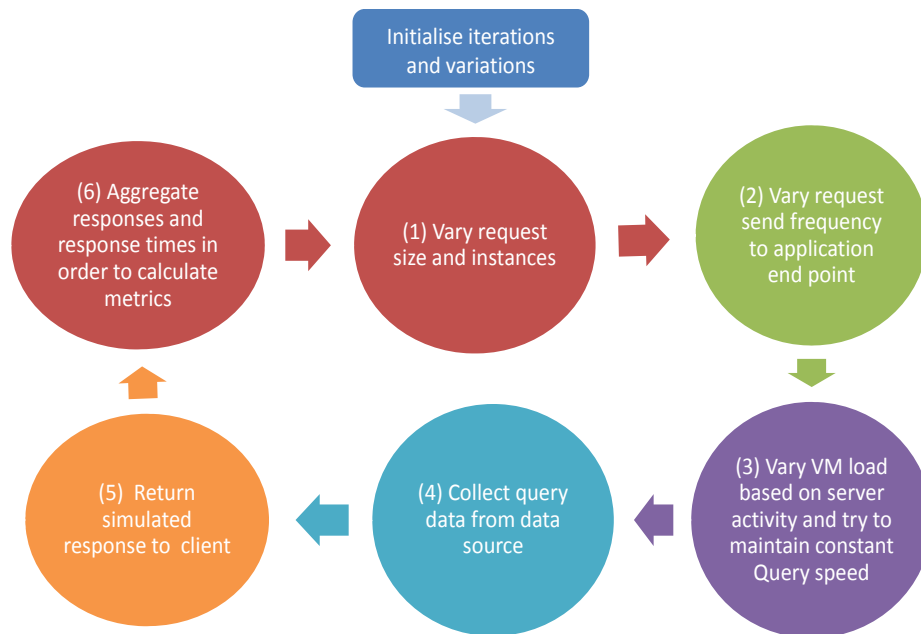 Initialise iterations
and variations
(6) Aggregate
responses and
response times in
order to calculate
metrics
(1) Vary request
size and instances
(2) Vary request
send frequency
to application
end point
(3) Vary VM load
based on server
activity and try to
maintain constant
Query speed
(4) Collect query
data from data
source
(5) Return
simulated
response to client